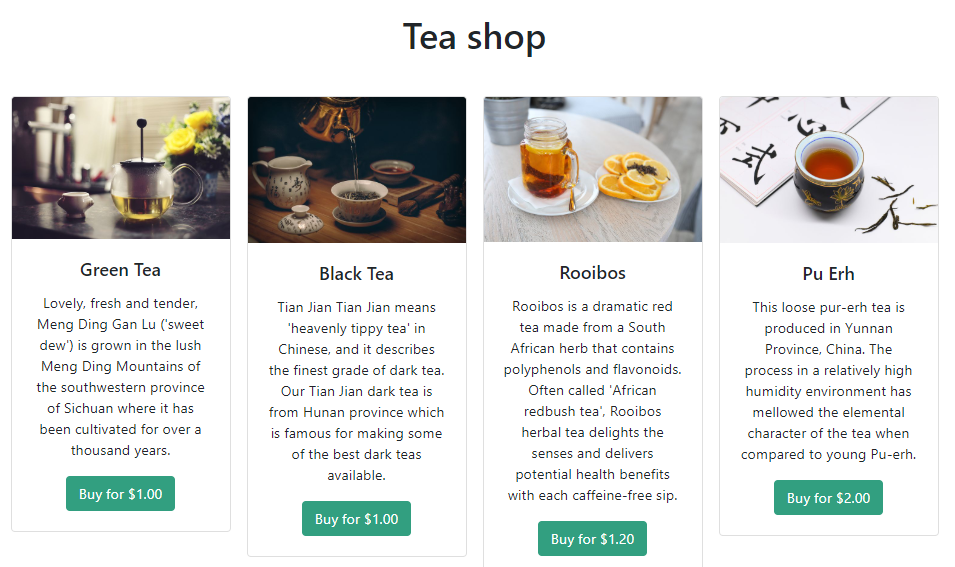 Tea shop
Green Tea
Lovely, fresh and tender,
Meng Ding Gan Lu ('sweet
dew') is grown in the lush
Meng Ding Mountains of
the southwestern province
of Sichuan where it has
been cultivated for over a
thousand years.
Buy for $1.00
Black Tea
Tian Jian Tian Jian means
'heavenly tippy tea' in
Chinese, and it describes
the finest grade of dark tea.
Our Tian Jian dark tea is
from Hunan province which
is famous for making some
of the best dark teas
available.
Buy for $1.00
Rooibos
Rooibos is a dramatic red
tea made from a South
African herb that contains
polyphenols and flavonoids.
Often called 'African
redbush tea', Rooibos
herbal tea delights the
senses and delivers
potential health benefits
with each caffeine-free sip.
Buy for $1.20
Pu Erh
This loose pur-erh tea is
produced in Yunnan
Province, China. The
process in a relatively high
humidity environment has
mellowed the elemental
character of the tea when
compared to young Pu-erh.
Buy for $2.00